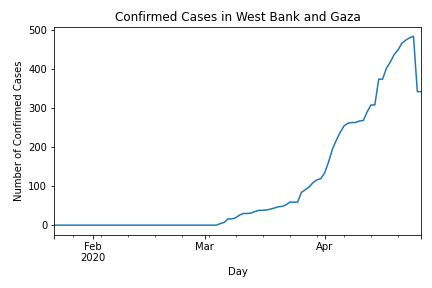 Confirmed Cases in West Bank and Gaza
500
400
300
200
100
0
Number of Confirmed Cases
Feb
2020
Mar
Apr
Day